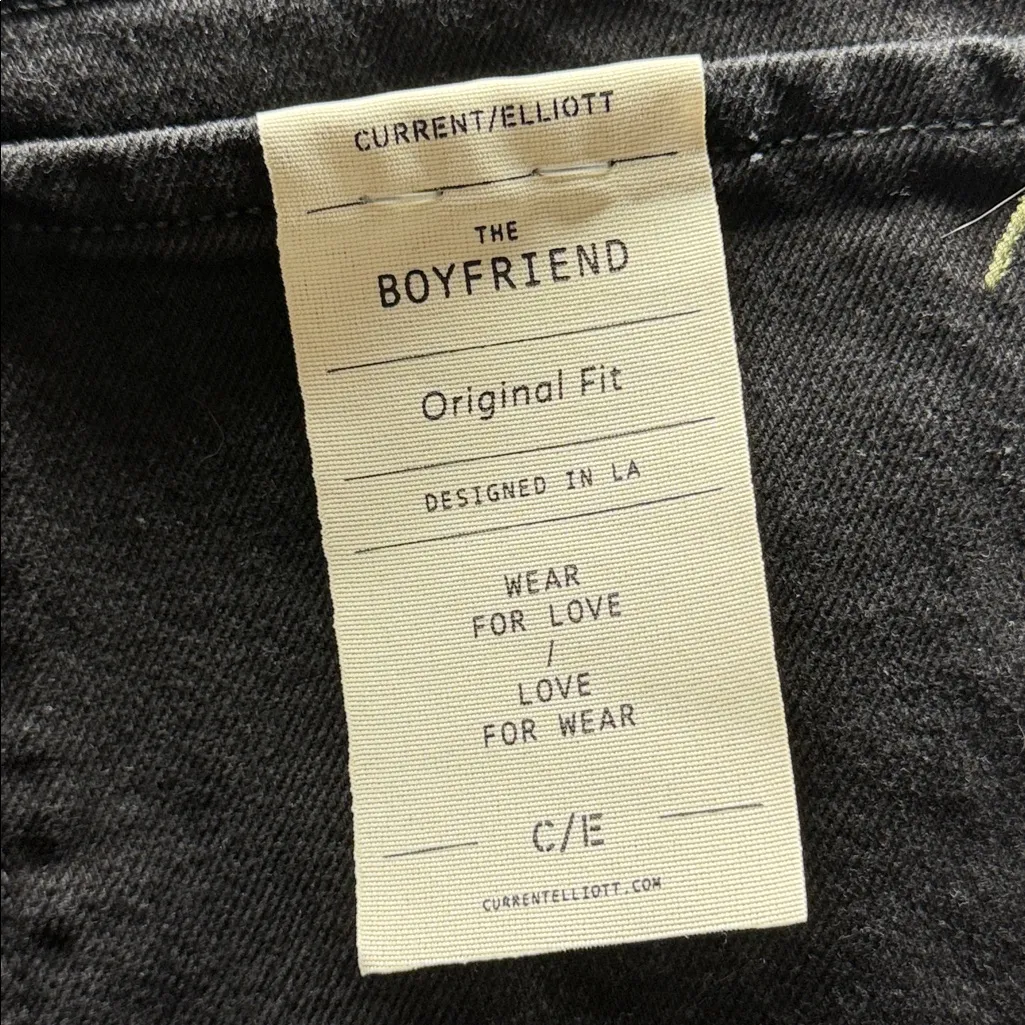 CURRENT/ELLIOTT
THE
BOYFRIEND
Original Fit
DESIGNED IN LA
WEAR
FOR LOVE
/
LOVE
FOR WEAR
C/E
CURRENTELLIOTT.COM